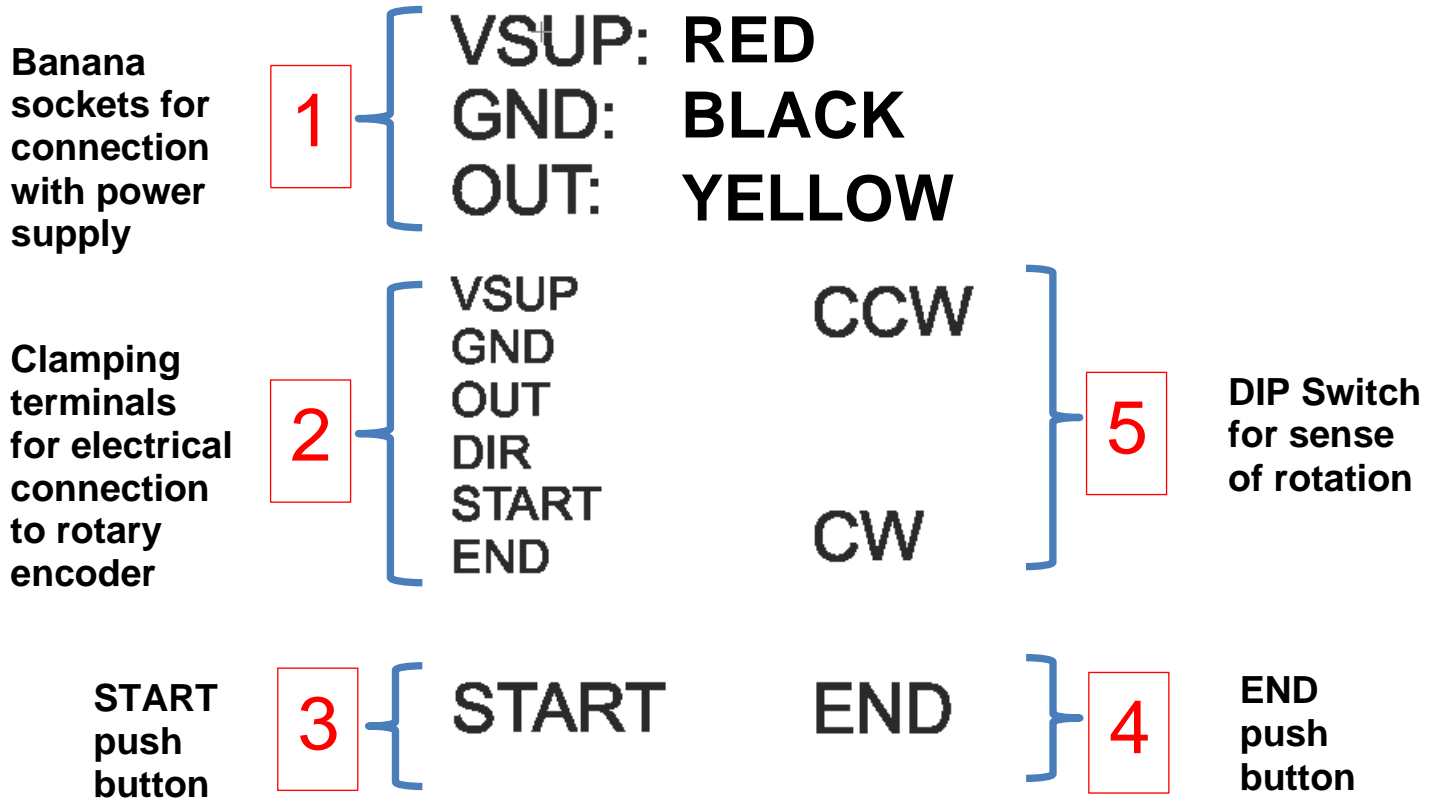 Banana
sockets for
connection
with power
supply
1
VSUP: RED
GND: BLACK
OUT: YELLOW
Clamping
terminals
for electrical
connection
to rotary
encoder
2
VSUP
GND
OUT
DIR
START
END
CCW
CW
5
DIP Switch
for sense
of rotation
START
push
button
3
START
END
4
END
push
button